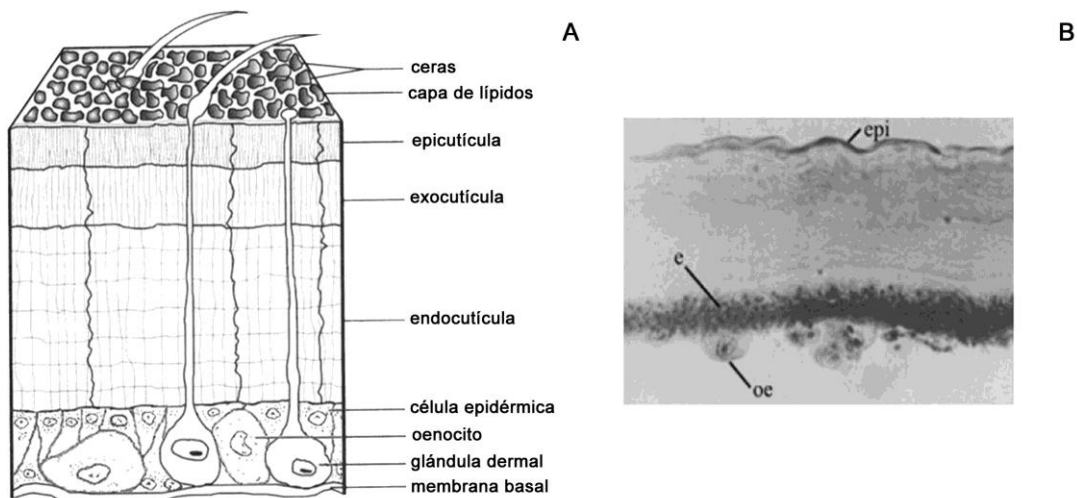 A
B
ceras
capa de lípidos
epicutícula
exocutícula
endocutícula
célula epidérmica
oenocito
glándula dermal
membrana basal
epi
e
oe